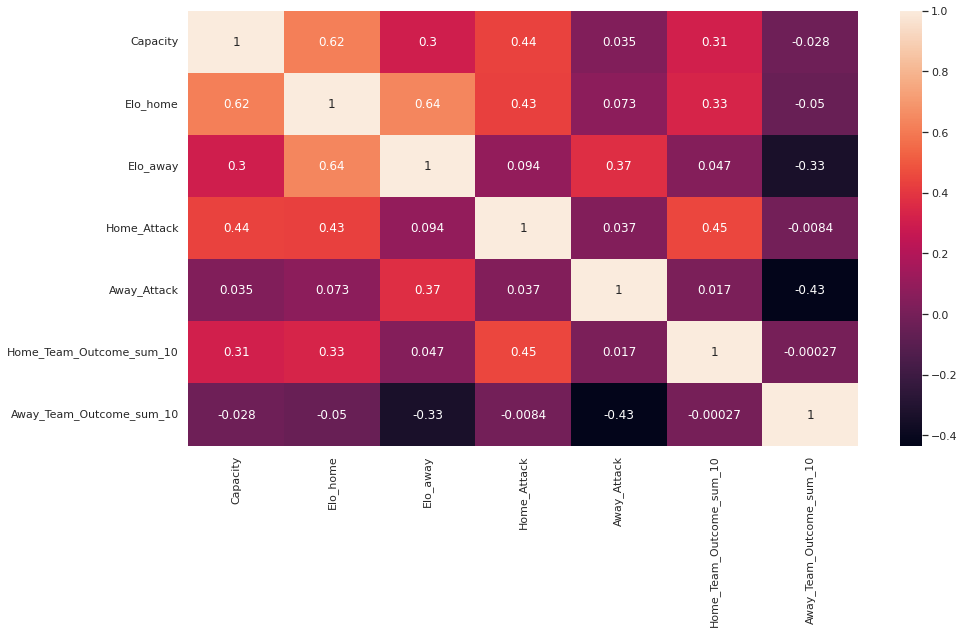 Capacity 1 0.62 0.3 0.44 0.035 0.31 -0.028
Elo_home 0.62 1 0.64 0.43 0.073 0.33 -0.05
Elo_away 0.3 0.64 1 0.094 0.37 0.047 -0.33
Home_Attack 0.44 0.43 0.094 1 0.037 0.45 -0.0084
Away_Attack 0.035 0.073 0.37 0.037 1 0.017 -0.43
Home_Team_Outcome_sum_10 0.31 0.33 0.047 0.45 0.017 1 -0.00027
Away_Team_Outcome_sum_10 -0.028 -0.05 -0.33 -0.0084 -0.43 -0.00027 1
Capacity
Elo_home
Elo_away
Home_Attack
Away_Attack
Home_Team_Outcome_sum_10
Away_Team_Outcome_sum_10
1.0
0.8
0.6
0.4
0.2
0.0
−0.2
−0.4